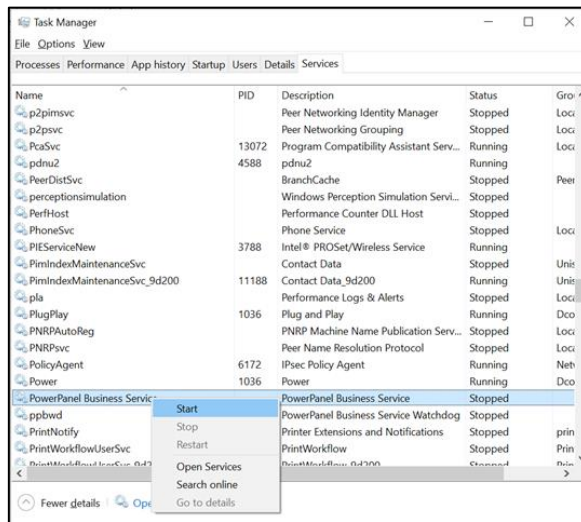 Task Manager
File Options View
Processes Performance App history Startup Users Details Services
Name PID Description Status
p2pimsvc Peer Networking Identity Manager Stopped
p2psvc Peer Networking Grouping Stopped
PcaSvc 13072 Program Compatibility Assistant Serv... Running
pdnu2 4588 pdnu2 Running
PeerDistSvc BranchCache Stopped Peer
perceptionsimulation Windows Perception Simulation Servi... Stopped
PerfHost Performance Counter DLL Host Stopped
PhoneSvc Phone Service Stopped
PIEServiceNew 3788 Intel® PROSet/Wireless Service Running
PimIndexMaintenanceSvc Contact Data Stopped
PimIndexMaintenanceSvc_9d200 11188 Contact Data_9d200 Running
pla Performance Logs & Alerts Stopped
PlugPlay 1036 Plug and Play Running
PNRPAutoReg PNRP Machine Name Publication Serv... Stopped
PNRPsvc Peer Name Resolution Protocol Stopped
PolicyAgent 6172 IPsec Policy Agent Running
Power 1036 Power Running
PowerPanel Business PowerPanel Business Service Stopped
ppbwd PowerPanel Business Service Watchdog Stopped
PrintNotify Printer Extensions and Notifications Stopped
PrintWorkflowUserSvc PrintWorkflow Stopped
Start
Stop
Restart
Open Services
Search online
Go to details
Fewer details